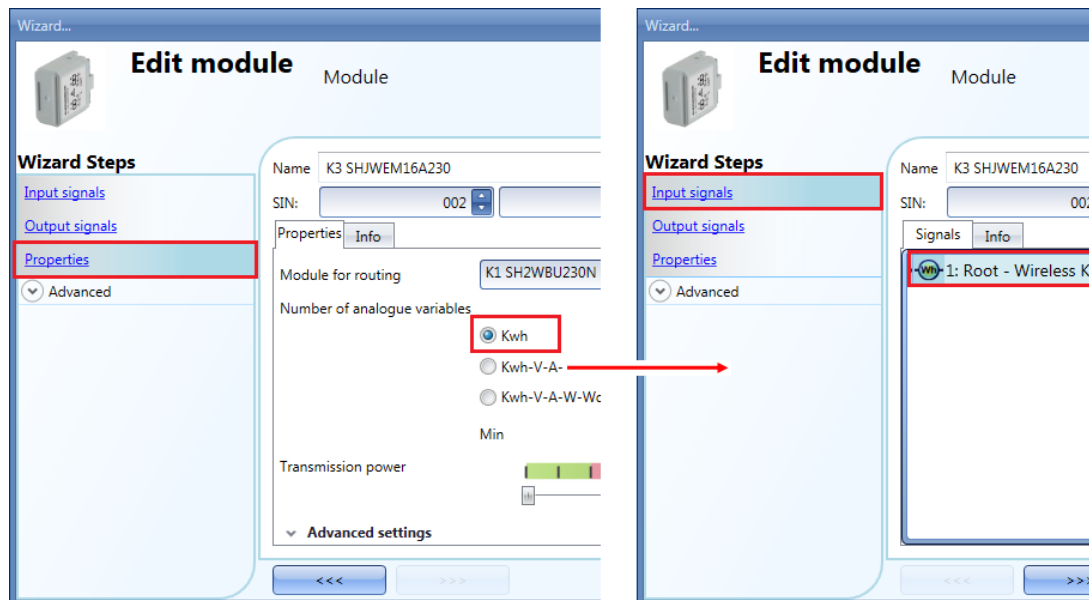 Wizard...
Edit module
Module
Wizard Steps
Input signals
Output signals
Properties
Advanced
Name K3 SHJWEM16A230
SIN: 002
Properties Info
Module for routing K1 SH2WBU230N
Number of analogue variables
Kwh
Kwh-V-A-
Kwh-V-A-W-
Min
Transmission power
Advanced settings
<<< >>>
Wizard...
Edit module
Module
Wizard Steps
Input signals
Output signals
Properties
Advanced
Name K3 SHJWEM16A230
SIN: 002
Signals Info
Wh 1: Root - Wireless K
<<< >>>